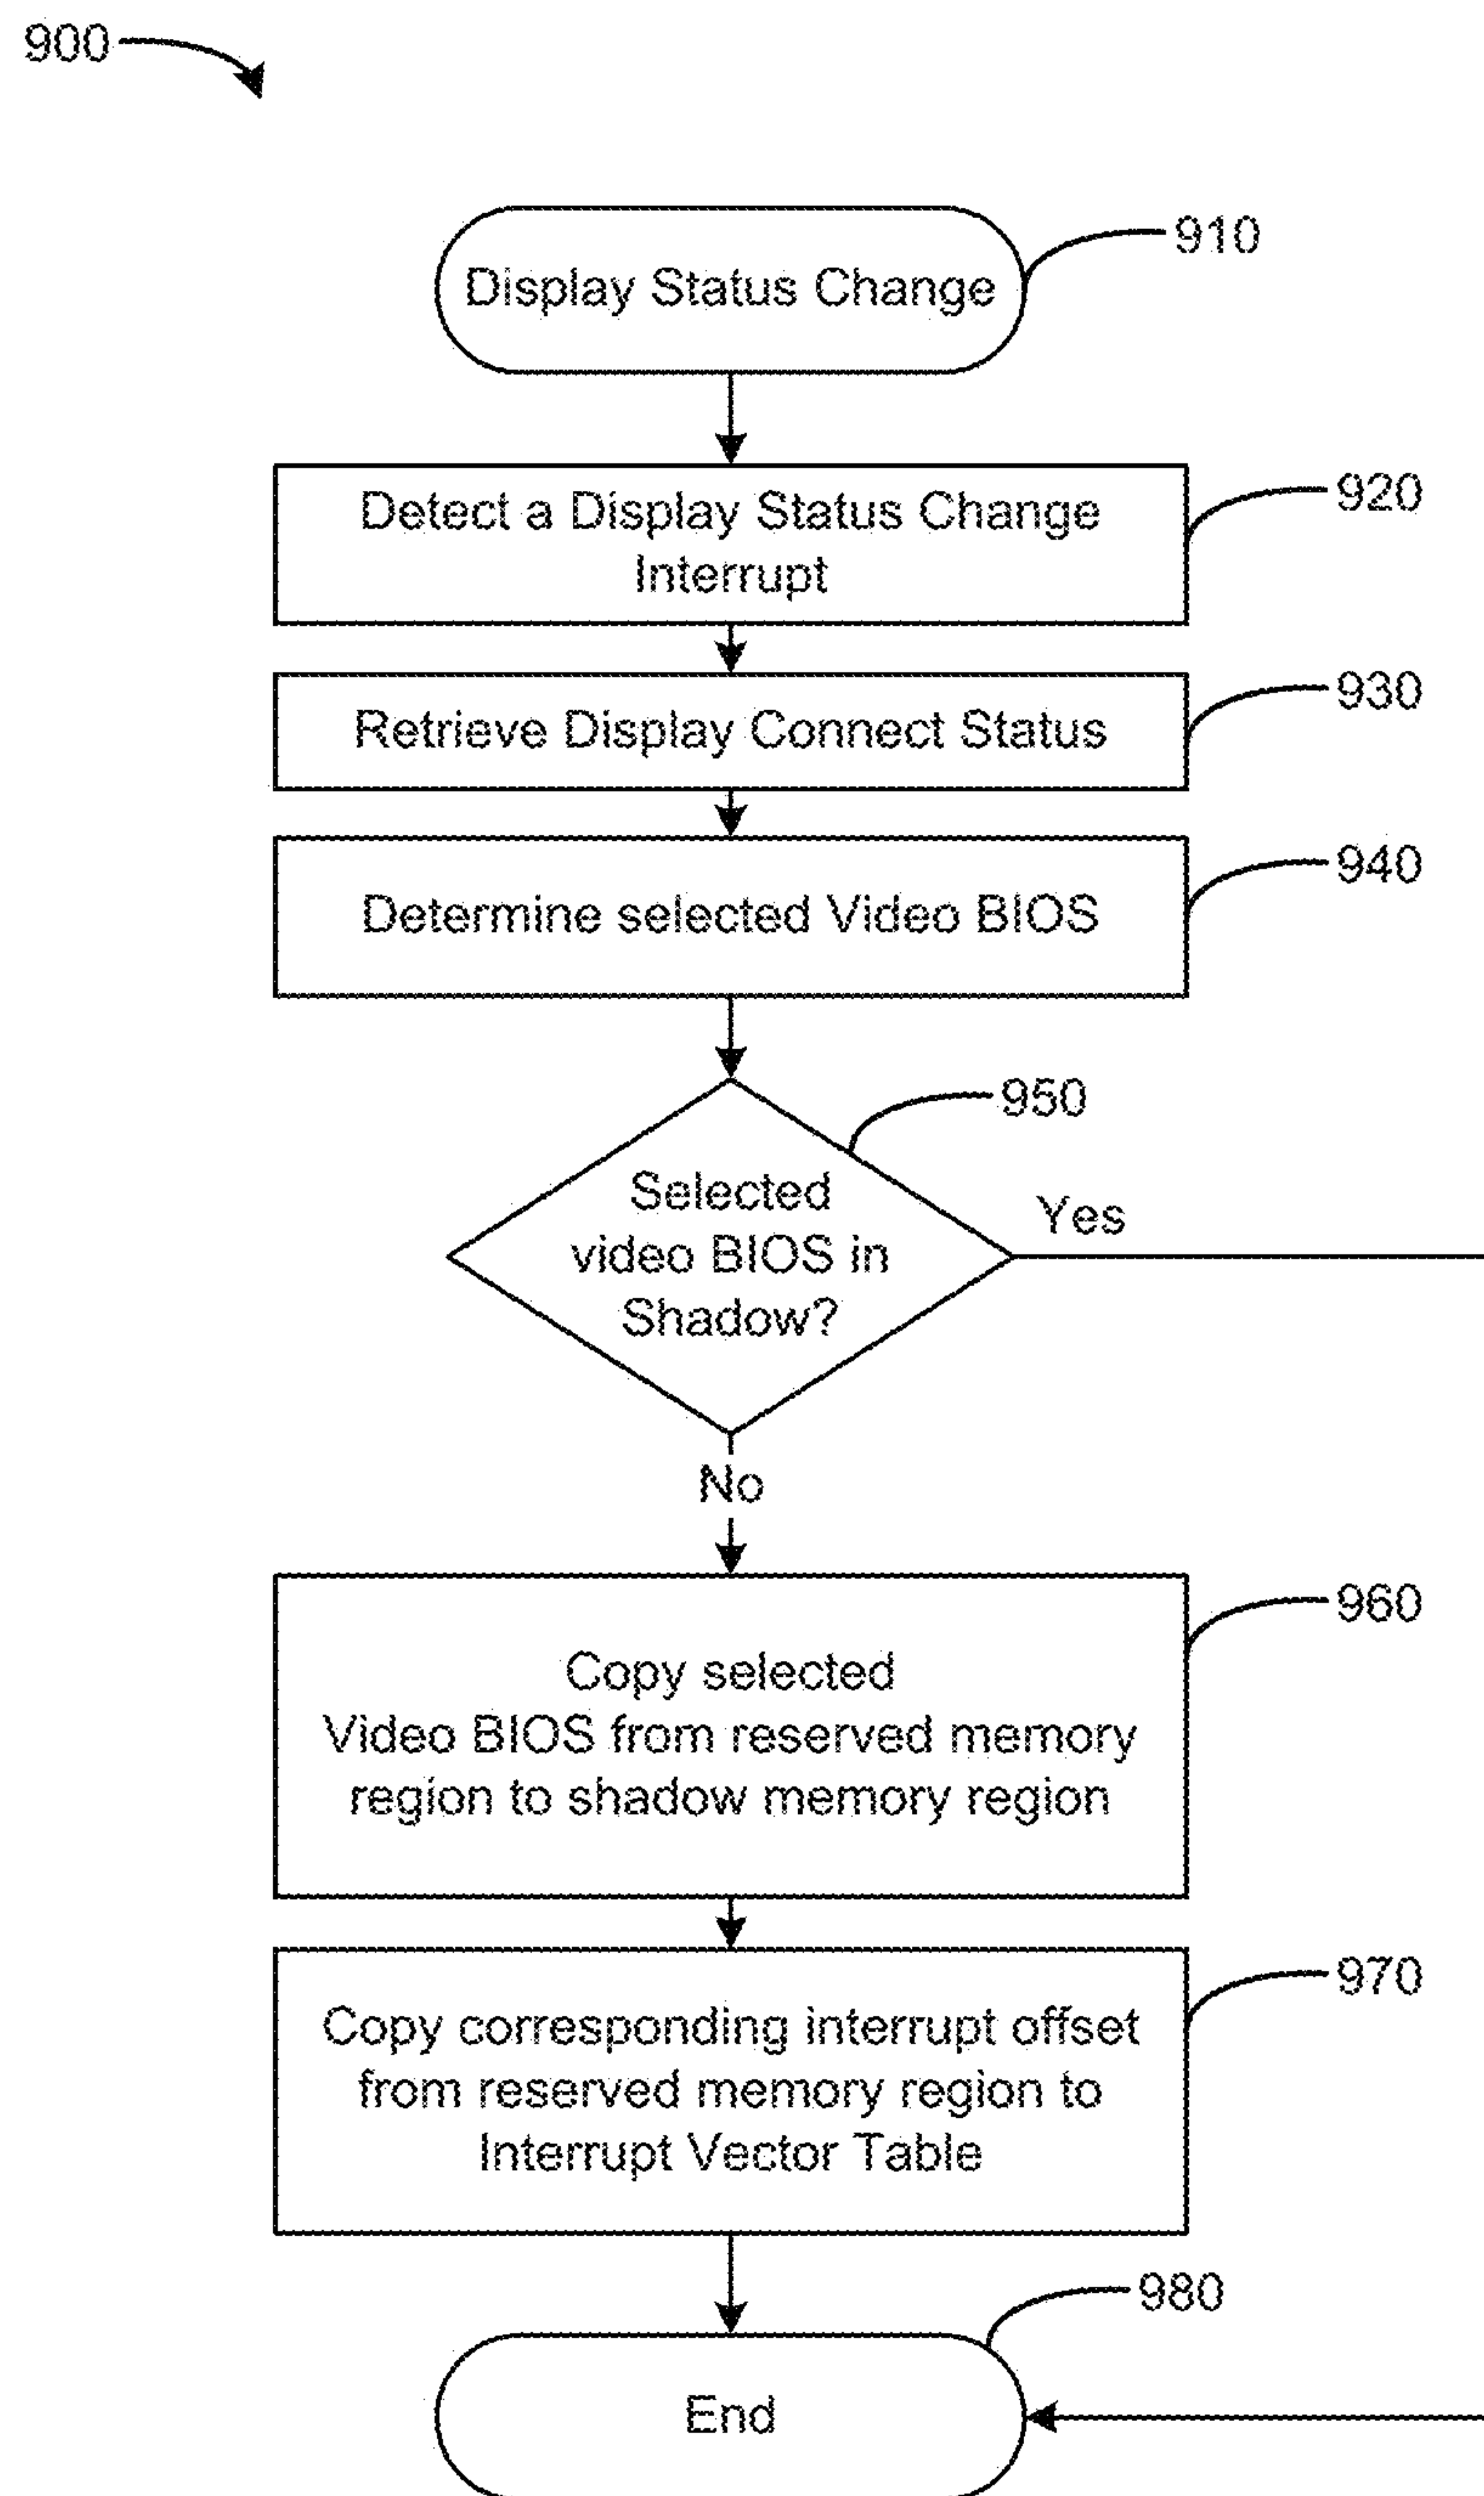 900
Display Status Change
910
Detect a Display Status Change
Interrupt
920
Retrieve Display Connect Status
930
Determine selected Video BIOS
940
950
Selected
video BIOS in
Shadow?
Yes
No
Copy selected
Video BIOS from reserved memory
region to shadow memory region
960
Copy corresponding interrupt offset
from reserved memory region to
Interrupt Vector Table
970
980
End